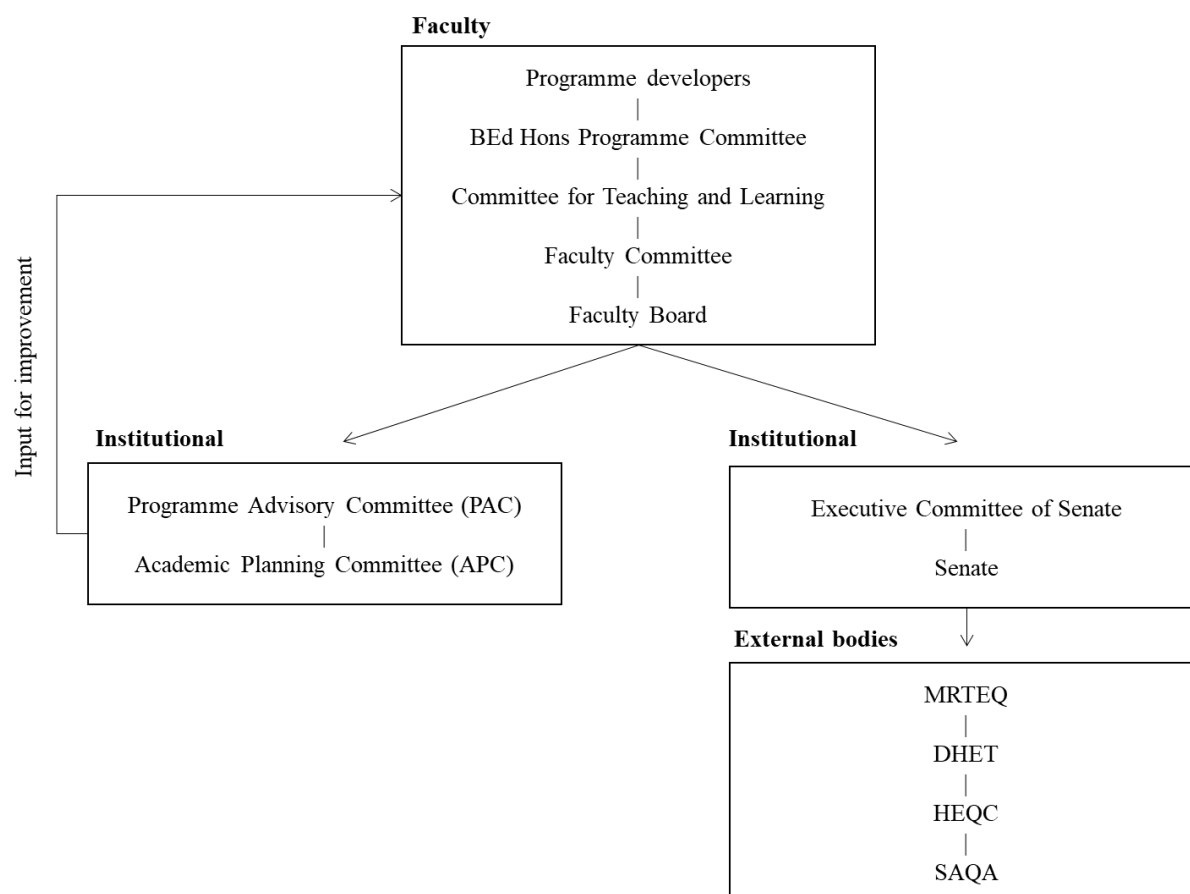 Faculty
Programme developers
BEd Hons Programme Committee
Committee for Teaching and Learning
Faculty Committee
Faculty Board
Input for improvement
Institutional
Programme Advisory Committee (PAC)
Academic Planning Committee (APC)
Institutional
Executive Committee of Senate
Senate
External bodies
MRTEQ
DHET
HEQC
SAQA